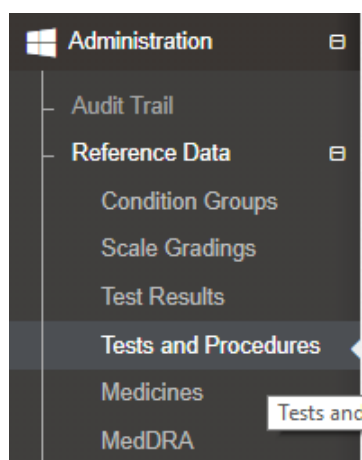 Administration
Audit Trail
Reference Data
Condition Groups
Scale Gradings
Test Results
Tests and Procedures
Medicines
Tests and
MedDRA